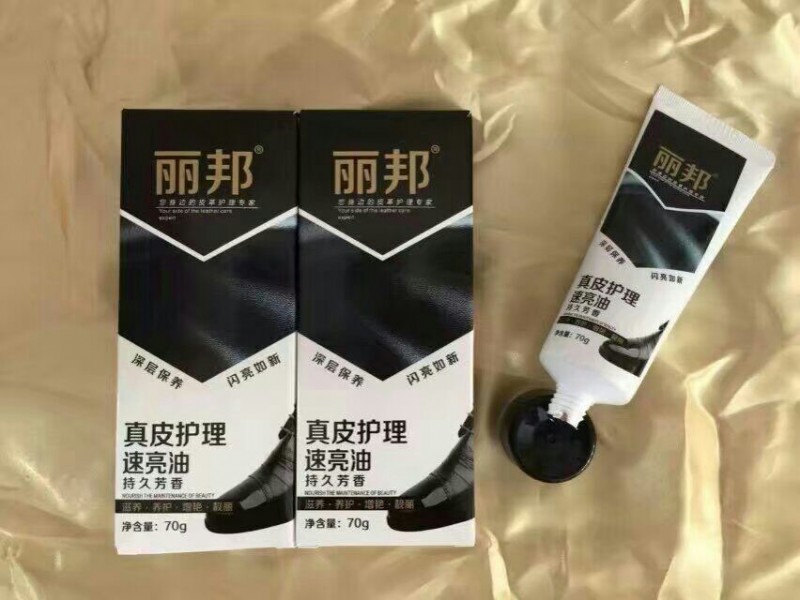 丽邦®
您身边的皮革护理专家
Your side of the leather care
expert
深层保养
闪亮如新
真皮护理
速亮油
持久芳香
NOURISH THE MAINTENANCE OF BEAUTY
滋养·养护·增艳·靓丽
净含量：70g
丽邦®
您身边的皮革护理专家
Your side of the leather care
expert
深层保养
闪亮如新
真皮护理
速亮油
持久芳香
NOURISH THE MAINTENANCE OF BEAUTY
滋养·养护·增艳·靓丽
净含量：70g
丽邦
深层保养
闪亮如新
真皮护理
速亮油
持久芳香
净含量：70g